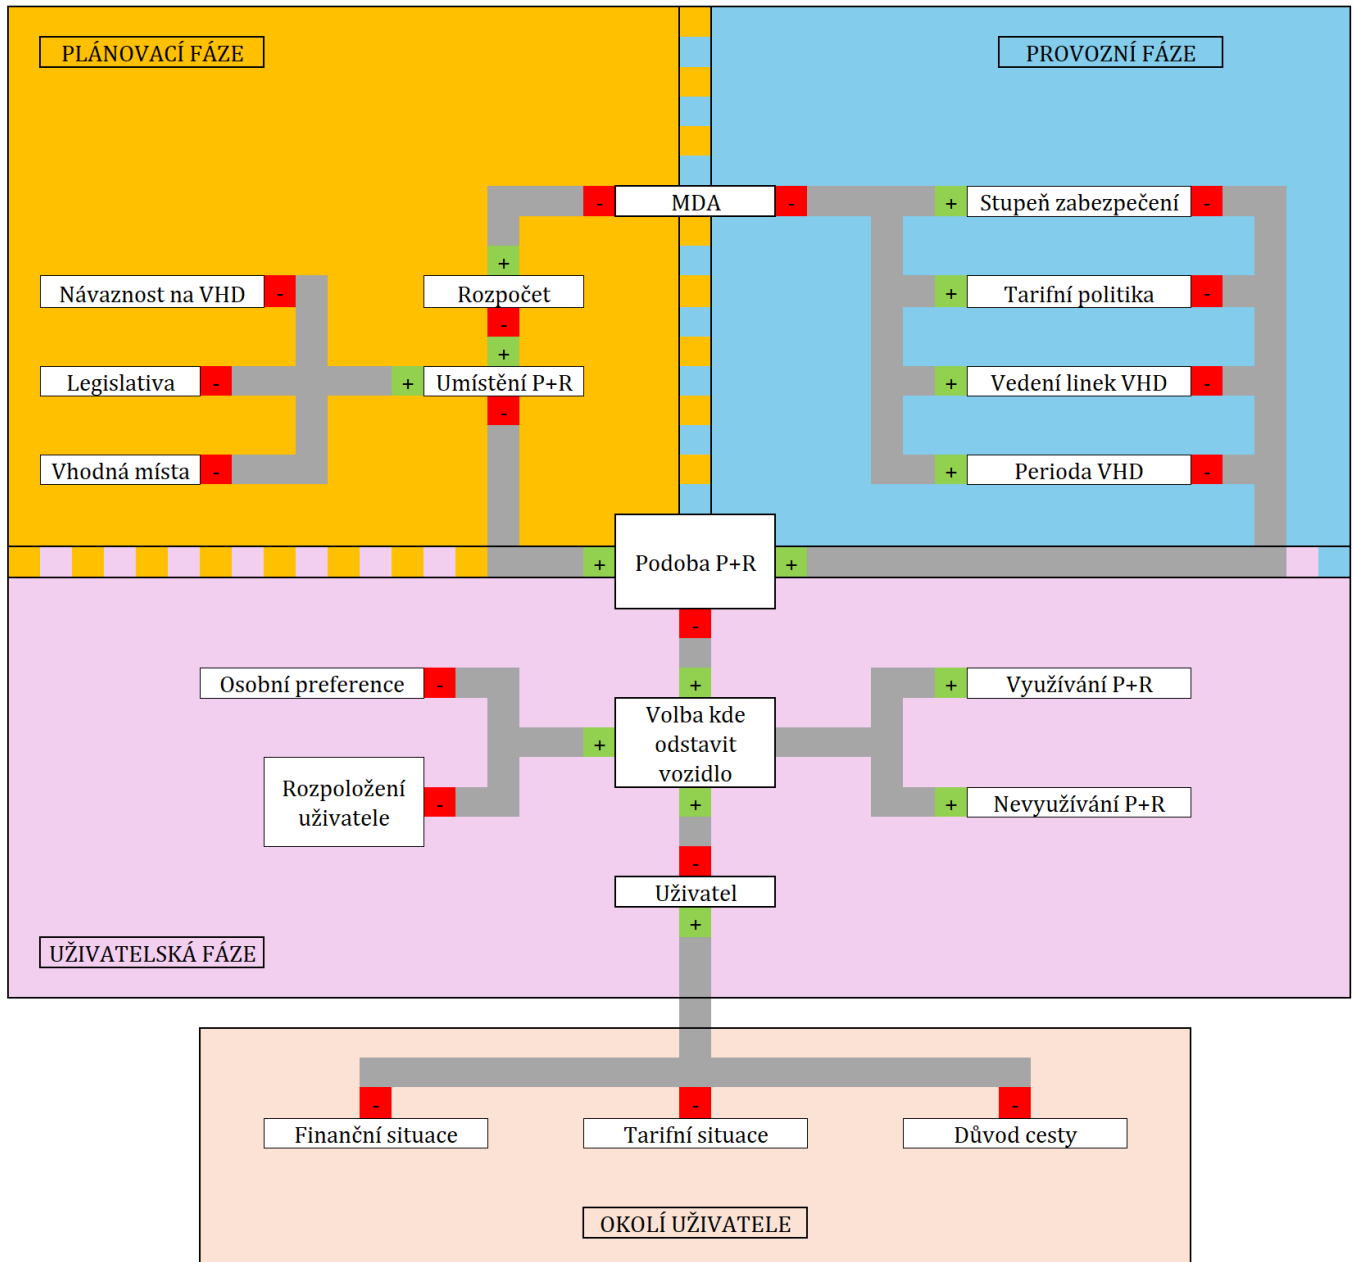 PLÁNOVACÍ FÁZE
PROVOZNÍ FÁZE
- MDA -
+ Stupeň zabezpečení -
+
Návaznost na VHD -
Rozpočet
-
+ Tarifní politika -
+
Legislativa -
+ Umístění P+R
-
+ Vedení linek VHD -
Vhodná místa -
+ Perioda VHD -
+ Podoba P+R +
-
Osobní preference -
+
+ Využívání P+R
+ Volba kde
odstavit
vozidlo
Rozpoložení
uživatele -
+
+ Nevyužívání P+R
-
Uživatel
+
UŽIVATELSKÁ FÁZE
- - -
Finanční situace
Tarifní situace
Důvod cesty
OKOLÍ UŽIVATELE